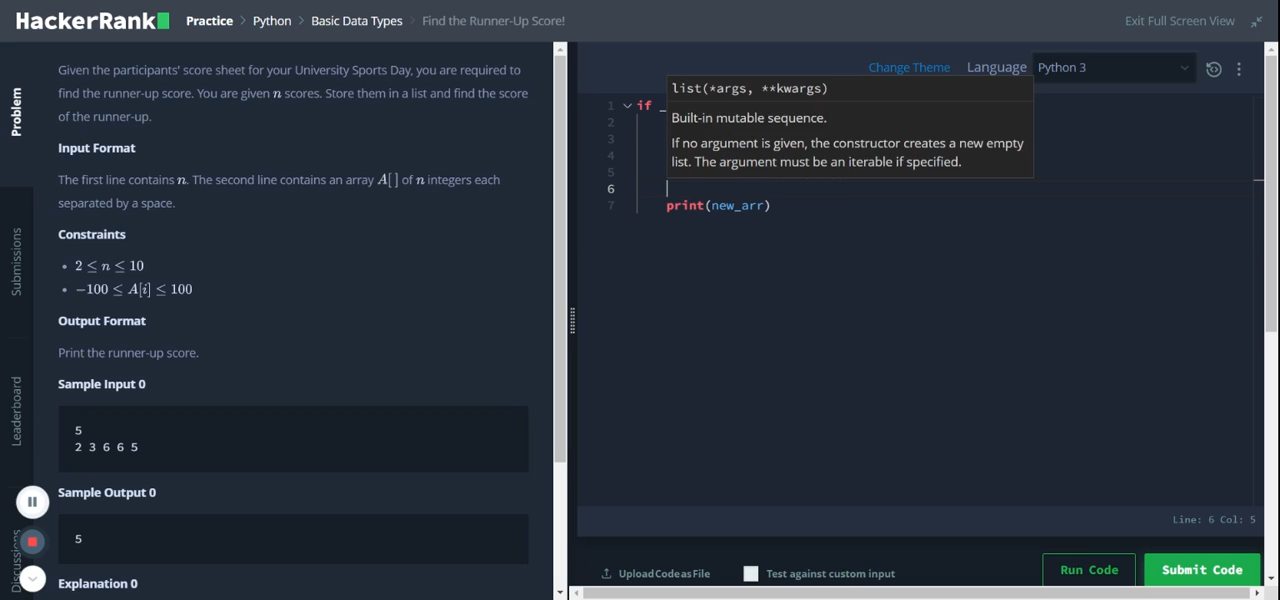 HackerRank Practice > Python > Basic Data Types > Find the Runner-Up Score! Exit Full Screen View
Problem
Submissions
Leaderboard
Discussions
Given the participants' score sheet for your University Sports Day, you are required to
find the runner-up score. You are given n scores. Store them in a list and find the score
of the runner-up.
Input Format
The first line contains n. The second line contains an array A[] of n integers each
separated by a space.
Constraints
• 2 ≤ n ≤ 10
• −100 ≤ A[i] ≤ 100
Output Format
Print the runner-up score.
Sample Input 0
5
2 3 6 6 5
Sample Output 0
5
Explanation 0
Change Theme Language Python 3
list(*args, **kwargs)
Built-in mutable sequence.
If no argument is given, the constructor creates a new empty
list. The argument must be an iterable if specified.
1 if _
2
3
4
5
6
7 print(new_arr)
Line: 6 Col: 5
Upload Code as File Test against custom input Run Code Submit Code